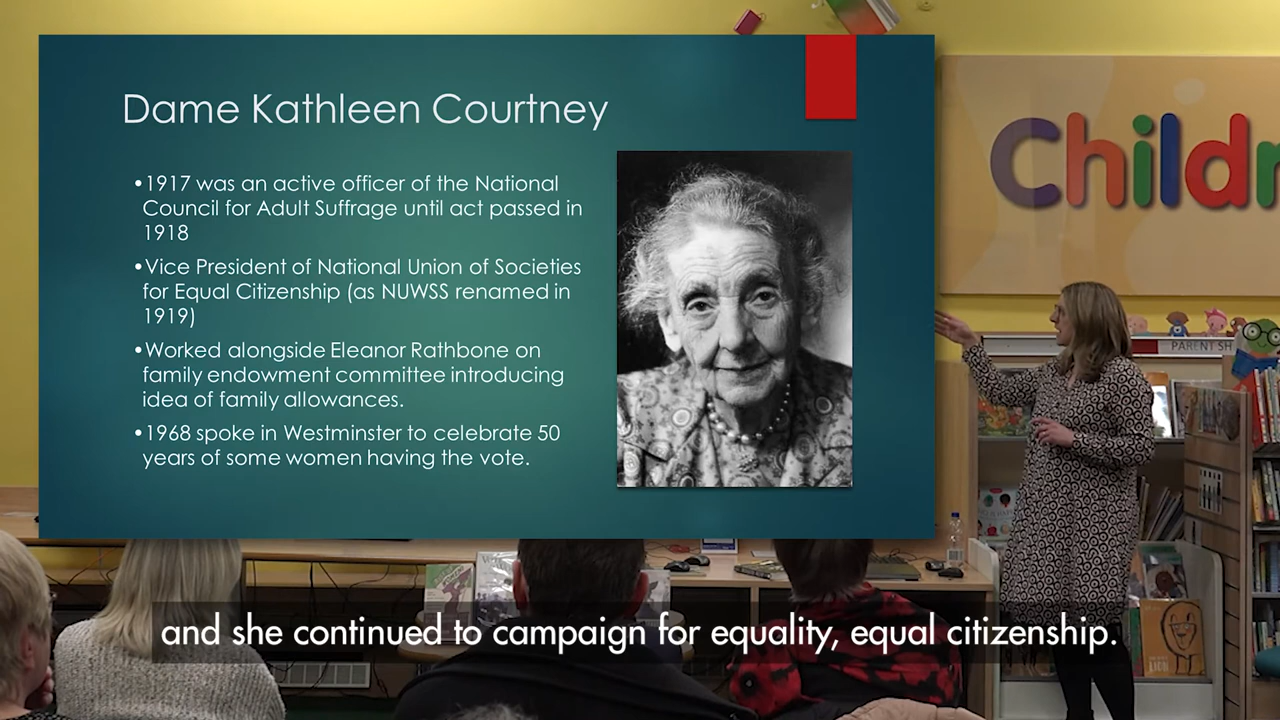 Dame Kathleen Courtney
•1917 was an active officer of the National
Council for Adult Suffrage until act passed in
1918
•Vice President of National Union of Societies
for Equal Citizenship (as NUWSS renamed in
1919)
•Worked alongside Eleanor Rathbone on
family endowment committee introducing
idea of family allowances.
•1968 spoke in Westminster to celebrate 50
years of some women having the vote.
Childr
PARENT SH
and she continued to campaign for equality, equal citizenship.